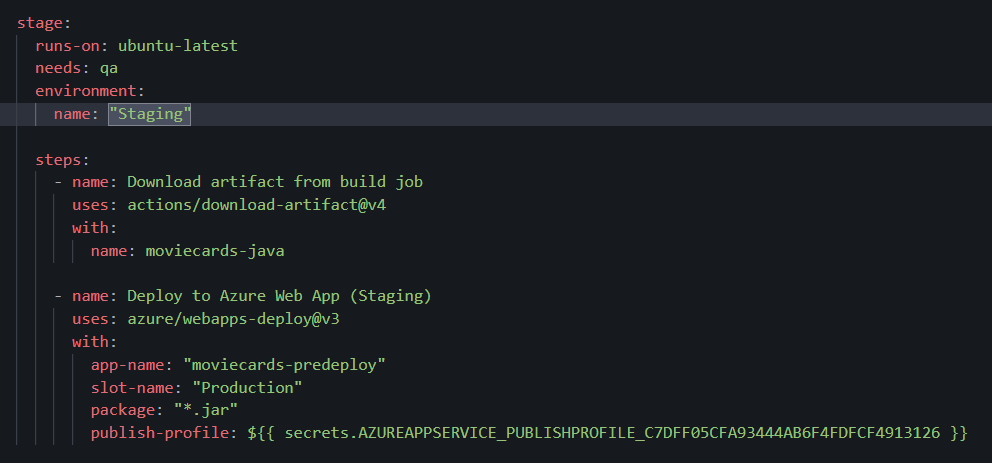 stage:
runs-on: ubuntu-latest
needs: qa
environment:
name: "Staging"
steps:
- name: Download artifact from build job
uses: actions/download-artifact@v4
with:
name: moviecards-java
- name: Deploy to Azure Web App (Staging)
uses: azure/webapps-deploy@v3
with:
app-name: "moviecards-predeploy"
slot-name: "Production"
package: "*.jar"
publish-profile: ${{ secrets.AZUREAPPSERVICE_PUBLISHPROFILE_C7DFF05CFA93444AB6F4FDFCF4913126 }}